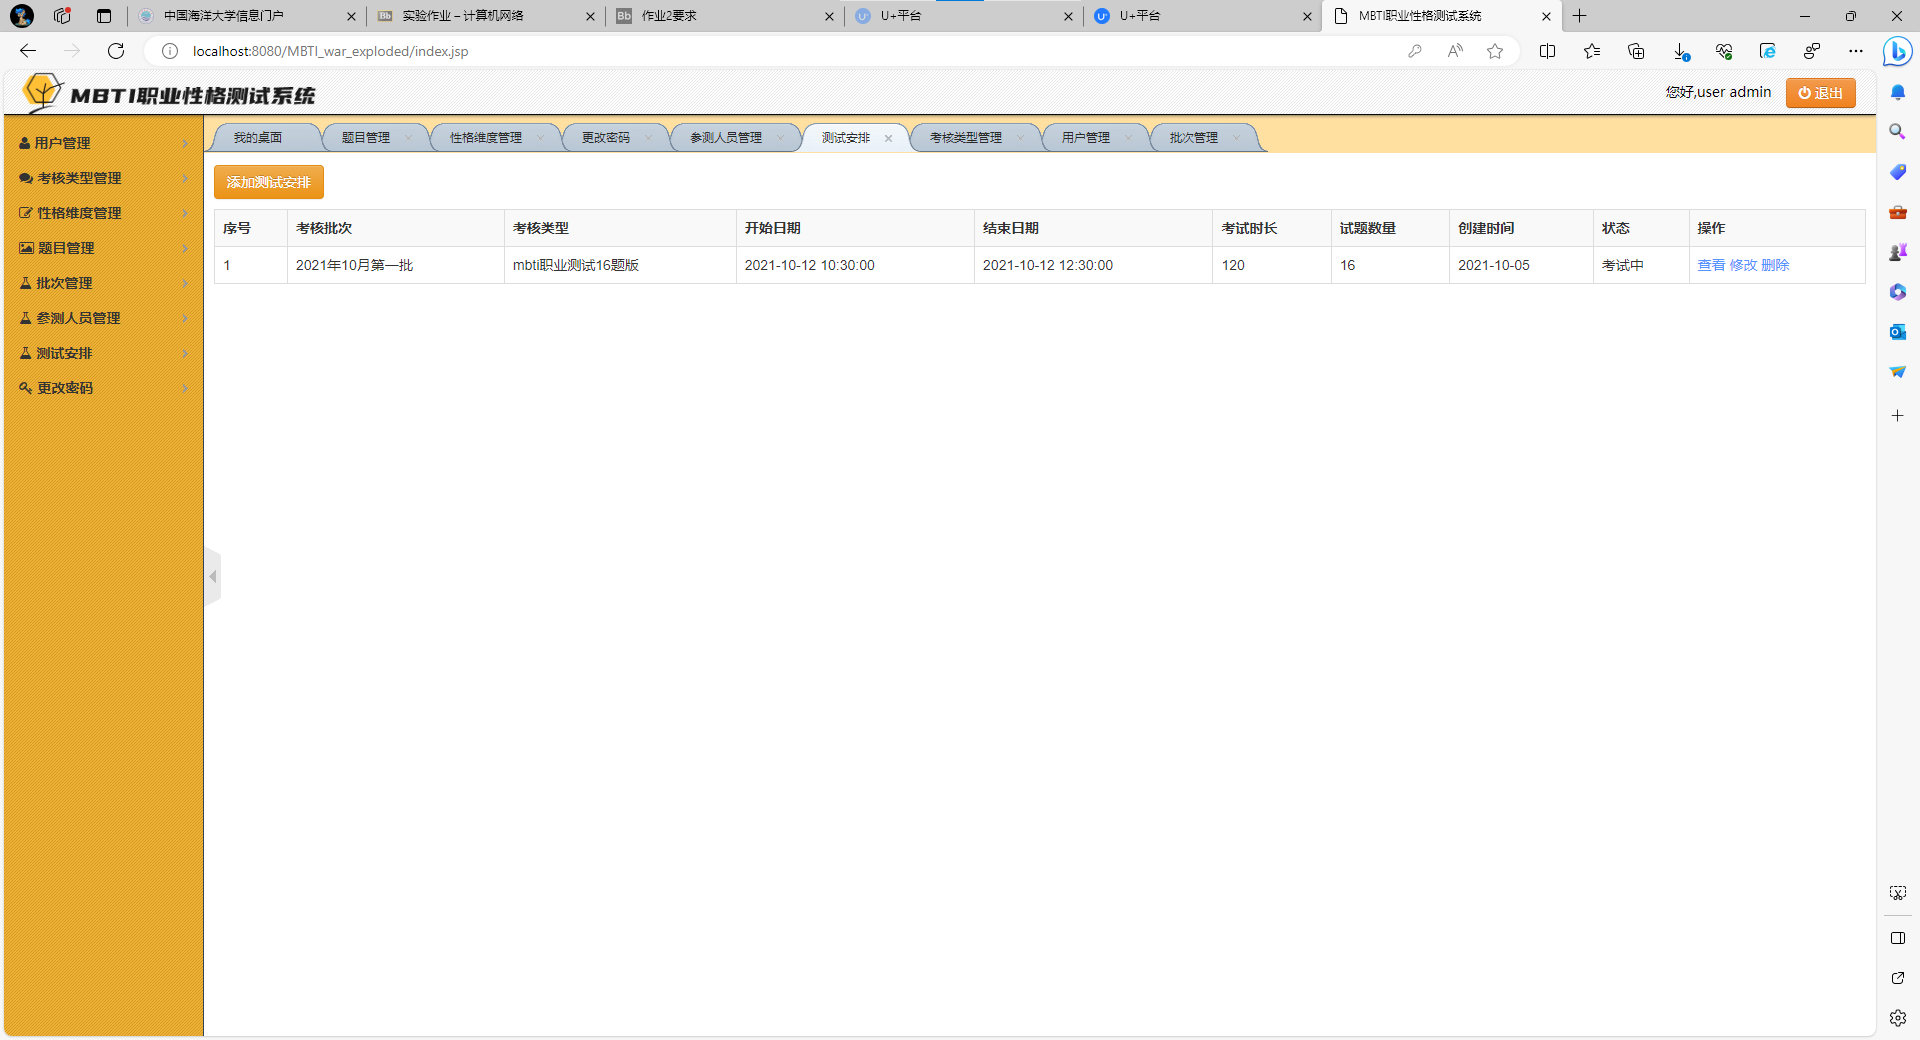 中国海洋大学信息门户
实验作业 – 计算机网络
作业2要求
U+平台
U+平台
MBTI职业性格测试系统
localhost:8080/MBTI_war_exploded/index.jsp
MBTI职业性格测试系统
您好,user admin
退出
用户管理
考核类型管理
性格维度管理
题目管理
批次管理
参测人员管理
测试安排
更改密码
我的桌面 题目管理 性格维度管理 更改密码 参测人员管理 测试安排 考核类型管理 用户管理 批次管理
添加测试安排
序号 考核批次 考核类型 开始日期 结束日期 考试时长 试题数量 创建时间 状态 操作
1 2021年10月第一批 mbti职业测试16题版 2021-10-12 10:30:00 2021-10-12 12:30:00 120 16 2021-10-05 考试中 查看 修改 删除